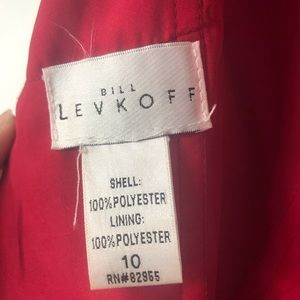 BILL
LEVKOFF
SHELL:
100% POLYESTER
LINING:
100% POLYESTER
10
RN#82955